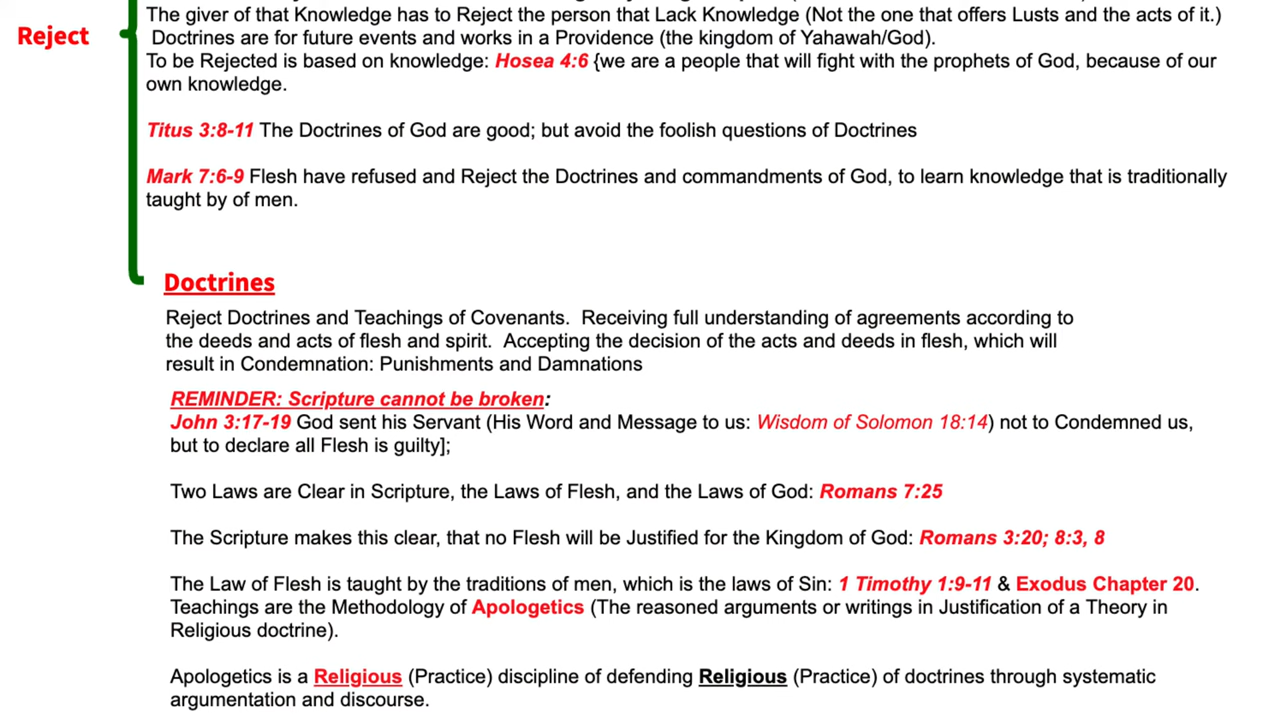 The giver of that Knowledge has to Reject the person that Lack Knowledge (Not the one that offers Lusts and the acts of it.)
Reject
Doctrines are for future events and works in a Providence (the kingdom of Yahawah/God).
To be Rejected is based on knowledge: Hosea 4:6 {we are a people that will fight with the prophets of God, because of our
own knowledge.
Titus 3:8-11 The Doctrines of God are good; but avoid the foolish questions of Doctrines
Mark 7:6-9 Flesh have refused and Reject the Doctrines and commandments of God, to learn knowledge that is traditionally
taught by of men.
Doctrines
Reject Doctrines and Teachings of Covenants. Receiving full understanding of agreements according to
the deeds and acts of flesh and spirit. Accepting the decision of the acts and deeds in flesh, which will
result in Condemnation: Punishments and Damnations
REMINDER: Scripture cannot be broken:
John 3:17-19 God sent his Servant (His Word and Message to us: Wisdom of Solomon 18:14) not to Condemned us,
but to declare all Flesh is guilty];
Two Laws are Clear in Scripture, the Laws of Flesh, and the Laws of God: Romans 7:25
The Scripture makes this clear, that no Flesh will be Justified for the Kingdom of God: Romans 3:20; 8:3, 8
The Law of Flesh is taught by the traditions of men, which is the laws of Sin: 1 Timothy 1:9-11 & Exodus Chapter 20.
Teachings are the Methodology of Apologetics (The reasoned arguments or writings in Justification of a Theory in
Religious doctrine).
Apologetics is a Religious (Practice) discipline of defending Religious (Practice) of doctrines through systematic
argumentation and discourse.